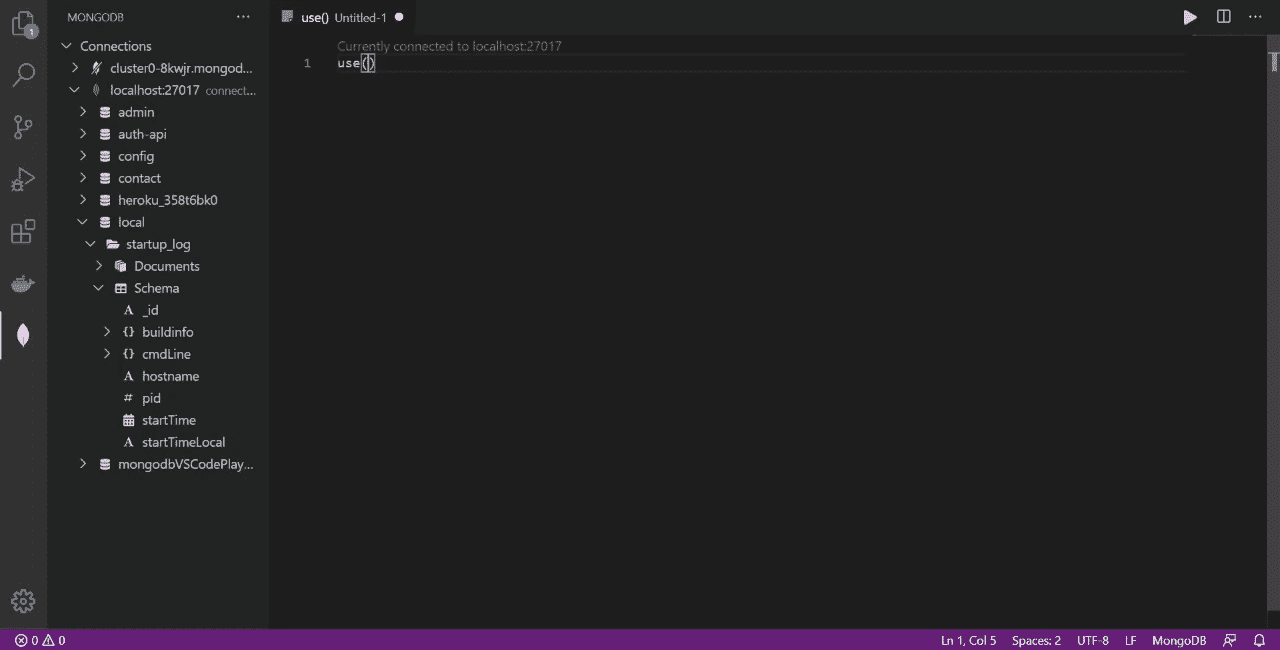 MONGODB
Connections
cluster0-8kwjr.mongod...
localhost:27017 connect...
admin
auth-api
config
contact
heroku_358t6bk0
local
startup_log
Documents
Schema
A _id
{} buildinfo
{} cmdLine
A hostname
# pid
startTime
A startTimeLocal
mongodbVSCodePlay...
1
use() Untitled-1
Currently connected to localhost:27017
1 use()
0 0
Ln 1, Col 5 Spaces: 2 UTF-8 LF MongoDB